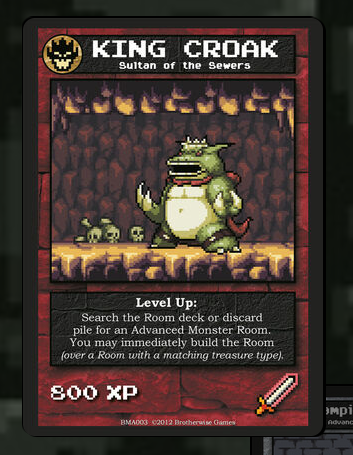 KING CROAK
Sultan of the Sewers
Level Up:
Search the Room deck or discard
pile for an Advanced Monster Room.
You may immediately build the Room
(over a Room with a matching treasure type).
800 XP
BMA003 ©2012 Brotherwise Games